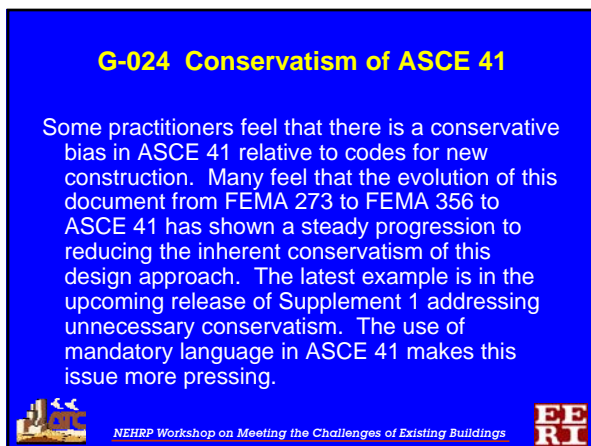 G-024 Conservatism of ASCE 41
Some practitioners feel that there is a conservative
bias in ASCE 41 relative to codes for new
construction. Many feel that the evolution of this
document from FEMA 273 to FEMA 356 to
ASCE 41 has shown a steady progression to
reducing the inherent conservatism of this
design approach. The latest example is in the
upcoming release of Supplement 1 addressing
unnecessary conservatism. The use of
mandatory language in ASCE 41 makes this
issue more pressing.
ATC
NEHRP Workshop on Meeting the Challenges of Existing Buildings
EE
RI